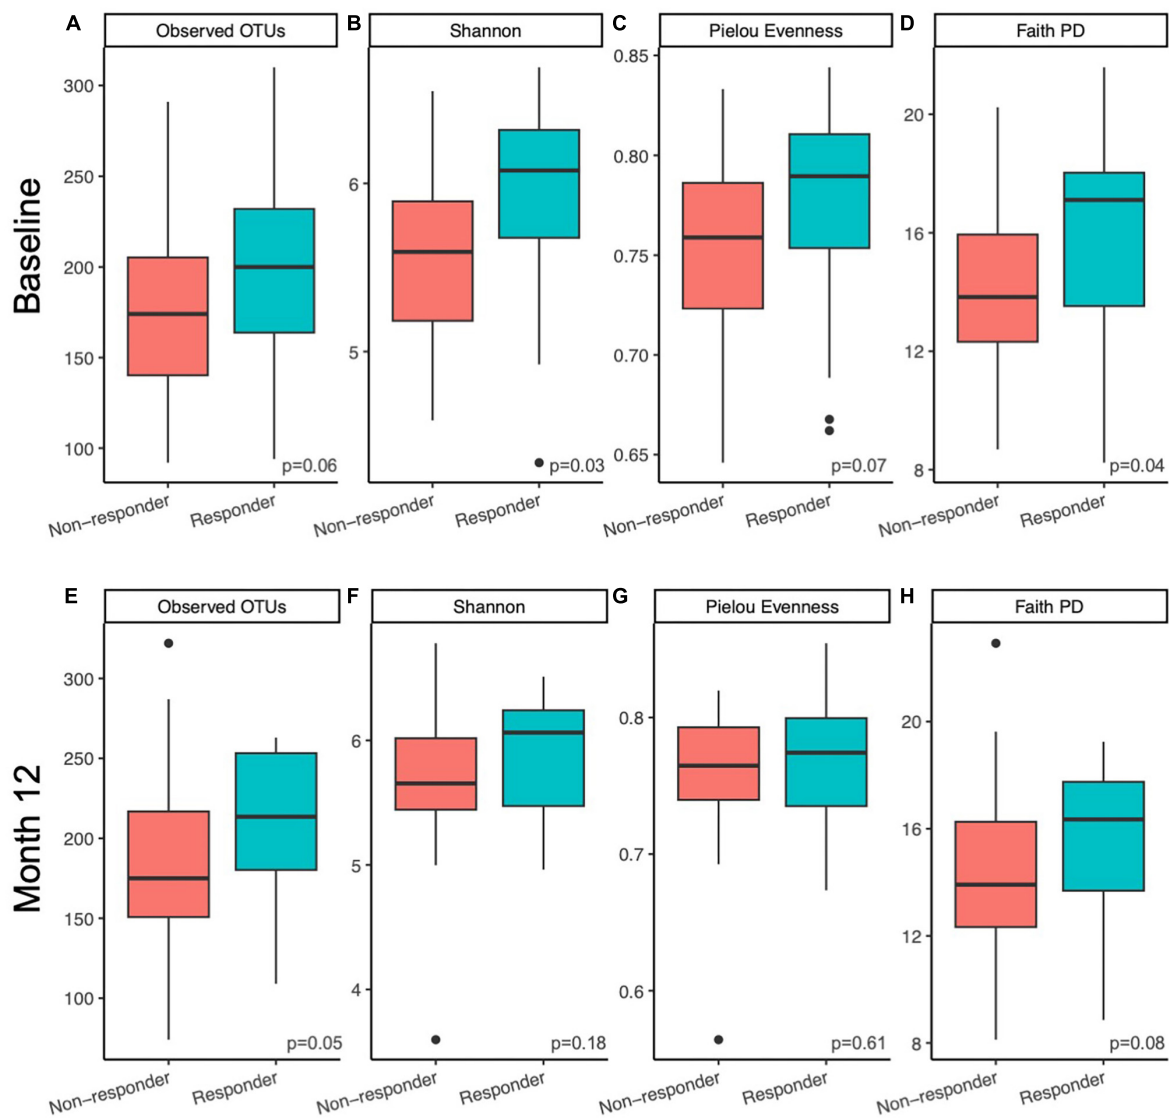 A Observed OTUs B Shannon C Pielou Evenness D Faith PD
Baseline
300
250
200
150
100
p=0.06
Non-responder Responder
6
5
p=0.03
Non-responder Responder
0.85
0.80
0.75
0.70
0.65
p=0.07
Non-responder Responder
20
16
12
8
p=0.04
Non-responder Responder
E Observed OTUs F Shannon G Pielou Evenness H Faith PD
Month 12
300
250
200
150
100
p=0.05
Non-responder Responder
6
5
4
p=0.18
Non-responder Responder
0.8
0.7
0.6
p=0.61
Non-responder Responder
20
16
12
8
p=0.08
Non-responder Responder